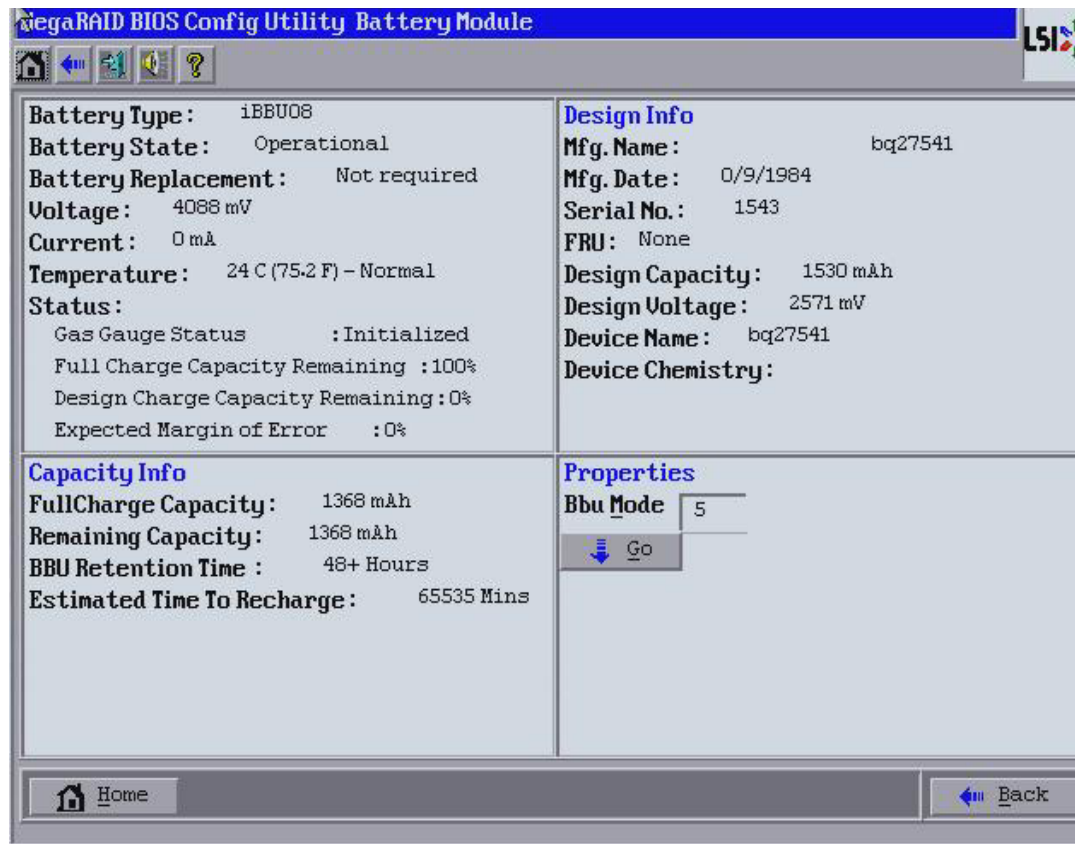 MegaRAID BIOS Config Utility Battery Module
LSI
Battery Type: iBBU08
Battery State: Operational
Battery Replacement: Not required
Voltage: 4088 mV
Current: 0 mA
Temperature: 24 C (75.2 F) – Normal
Status:
Gas Gauge Status : Initialized
Full Charge Capacity Remaining : 100%
Design Charge Capacity Remaining : 0%
Expected Margin of Error : 0%
Design Info
Mfg. Name: bq27541
Mfg. Date: 0/9/1984
Serial No.: 1543
FRU: None
Design Capacity: 1530 mAh
Design Voltage: 2571 mV
Device Name: bq27541
Device Chemistry:
Capacity Info
FullCharge Capacity: 1368 mAh
Remaining Capacity: 1368 mAh
BBU Retention Time : 48+ Hours
Estimated Time To Recharge: 65535 Mins
Properties
Bbu Mode 5
Go
Home
Back